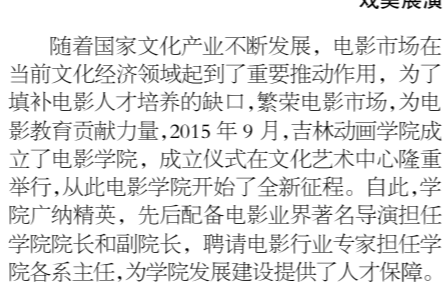 戏美展演
随着国家文化产业不断发展，电影市场在
当前文化经济领域起到了重要推动作用，为了
填补电影人才培养的缺口,繁荣电影市场,为电
影教育贡献力量,2015 年 9 月,吉林动画学院成
立了电影学院，成立仪式在文化艺术中心隆重
举行,从此电影学院开始了全新征程。自此,学
院广纳精英，先后配备电影业界著名导演担任
学院院长和副院长，聘请电影行业专家担任学
院各系主任,为学院发展建设提供了人才保障。